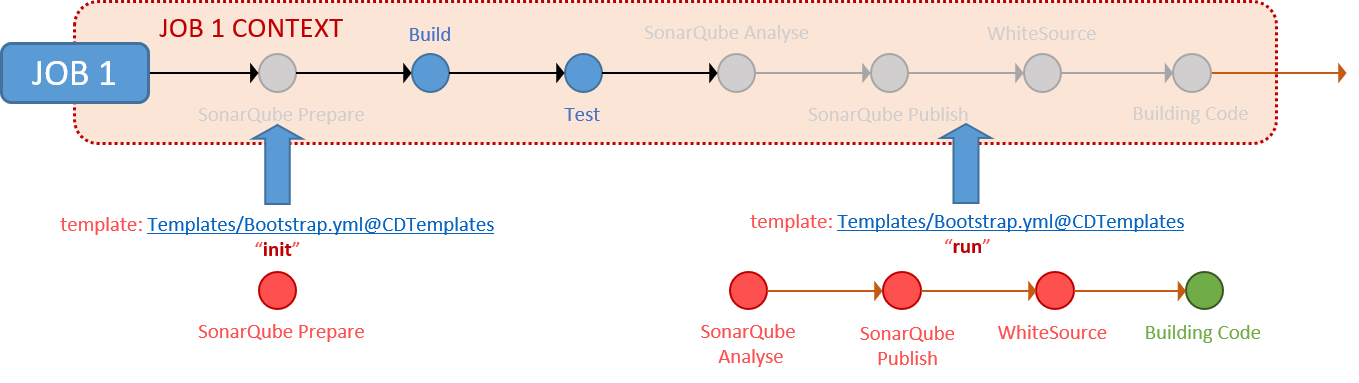 JOB 1 CONTEXT
JOB 1
Build
SonarQube Analyse
WhiteSource
SonarQube Prepare
Test
SonarQube Publish
Building Code
template: Templates/Bootstrap.yml@CDTemplates
“init”
template: Templates/Bootstrap.yml@CDTemplates
“run”
SonarQube Prepare
SonarQube
Analyse
SonarQube
Publish
WhiteSource
Building Code